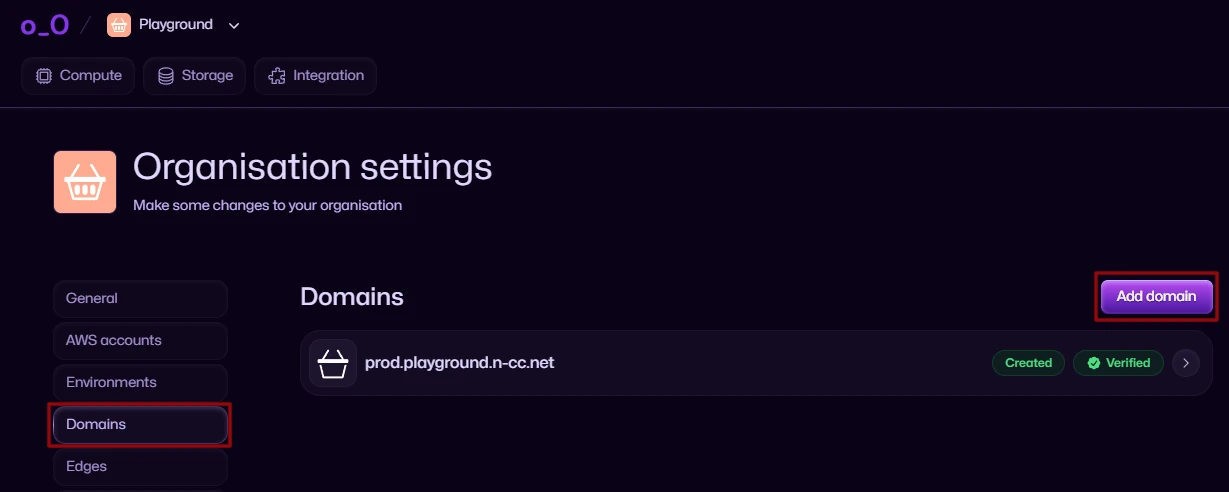 o_O / Playground
Compute Storage Integration
Organisation settings
Make some changes to your organisation
General
AWS accounts
Environments
Domains
Edges
Domains
Add domain
prod.playground.n-cc.net Created Verified